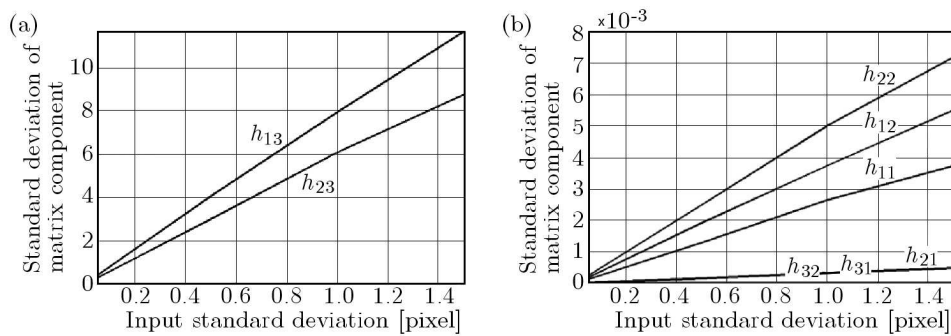 (a)
Standard deviation of
matrix component
10
8
6
4
2
0
h13
h23
0.2 0.4 0.6 0.8 1.0 1.2 1.4
Input standard deviation [pixel]
(b)
×10-3
Standard deviation of
matrix component
8
7
6
5
4
3
2
1
0
h22
h12
h11
h21
h32 h31
0.2 0.4 0.6 0.8 1.0 1.2 1.4
Input standard deviation [pixel]